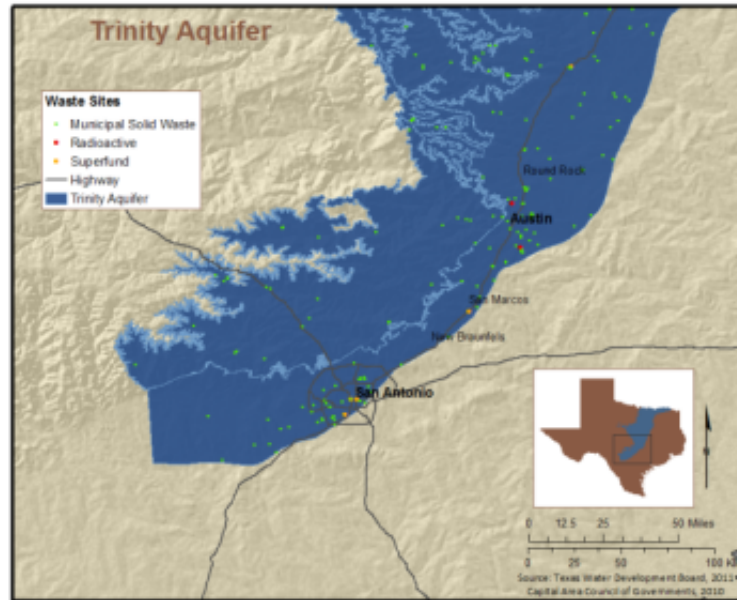 Trinity Aquifer
Waste Sites
Municipal Solid Waste
Radioactive
Superfund
Highway
Trinity Aquifer
Round Rock
Austin
San Marcos
New Braunfels
San Antonio
N
0 12.5 25 50 Miles
0 25 50 100
Source: Texas Water Development Board, 2011
Capital Area Council of Governments, 2010